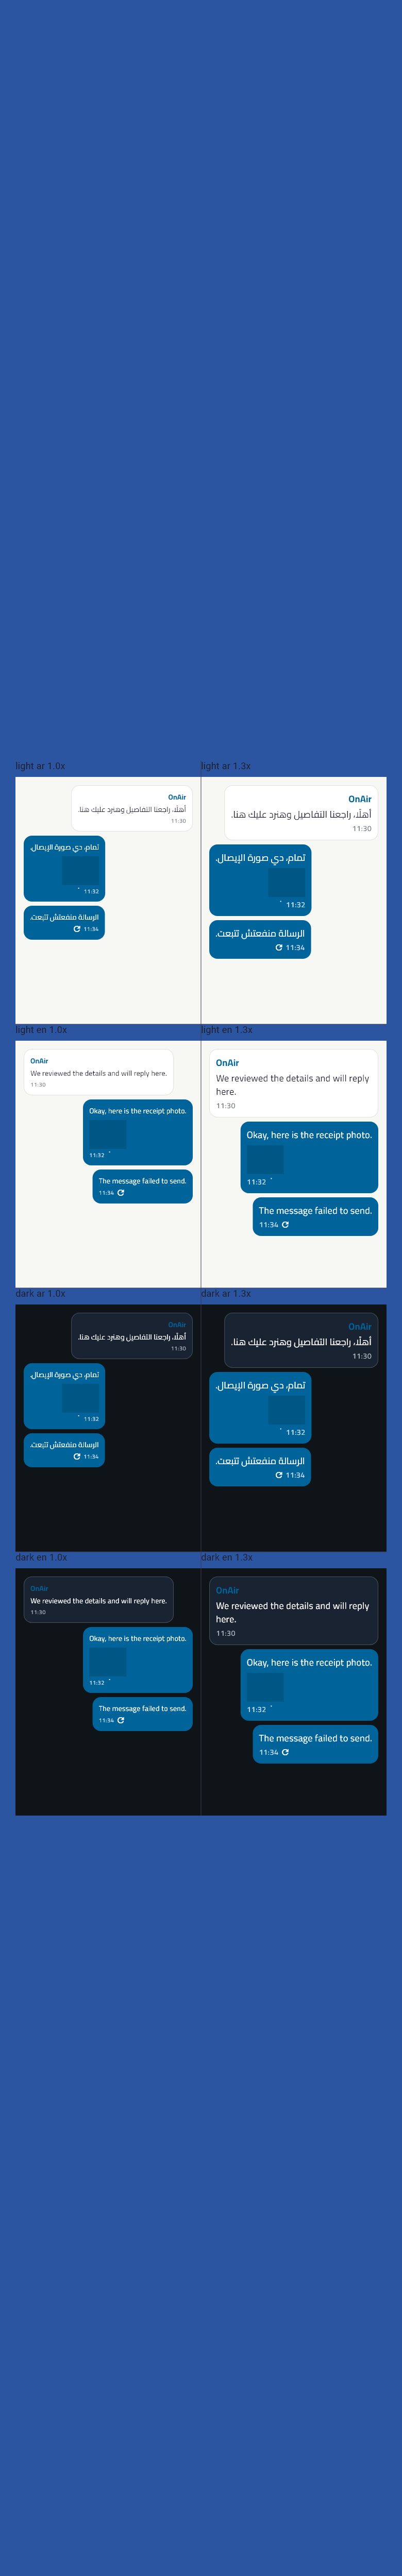 light ar 1.0x
light ar 1.3x
OnAir
أهلًا، راجعنا التفاصيل وهنرد عليك هنا.
11:30
تمام، دي صورة الإيصال.
11:32
الرسالة منفعتش تتبعت.
11:34
OnAir
أهلًا، راجعنا التفاصيل وهنرد عليك هنا.
11:30
تمام، دي صورة الإيصال.
11:32
الرسالة منفعتش تتبعت.
11:34
light en 1.0x
light en 1.3x
OnAir
We reviewed the details and will reply here.
11:30
Okay, here is the receipt photo.
11:32
The message failed to send.
11:34
OnAir
We reviewed the details and will reply
here.
11:30
Okay, here is the receipt photo.
11:32
The message failed to send.
11:34
dark ar 1.0x
dark ar 1.3x
OnAir
أهلًا، راجعنا التفاصيل وهنرد عليك هنا.
11:30
تمام، دي صورة الإيصال.
11:32
الرسالة منفعتش تتبعت.
11:34
OnAir
أهلًا، راجعنا التفاصيل وهنرد عليك هنا.
11:30
تمام، دي صورة الإيصال.
11:32
الرسالة منفعتش تتبعت.
11:34
dark en 1.0x
dark en 1.3x
OnAir
We reviewed the details and will reply here.
11:30
Okay, here is the receipt photo.
11:32
The message failed to send.
11:34
OnAir
We reviewed the details and will reply
here.
11:30
Okay, here is the receipt photo.
11:32
The message failed to send.
11:34